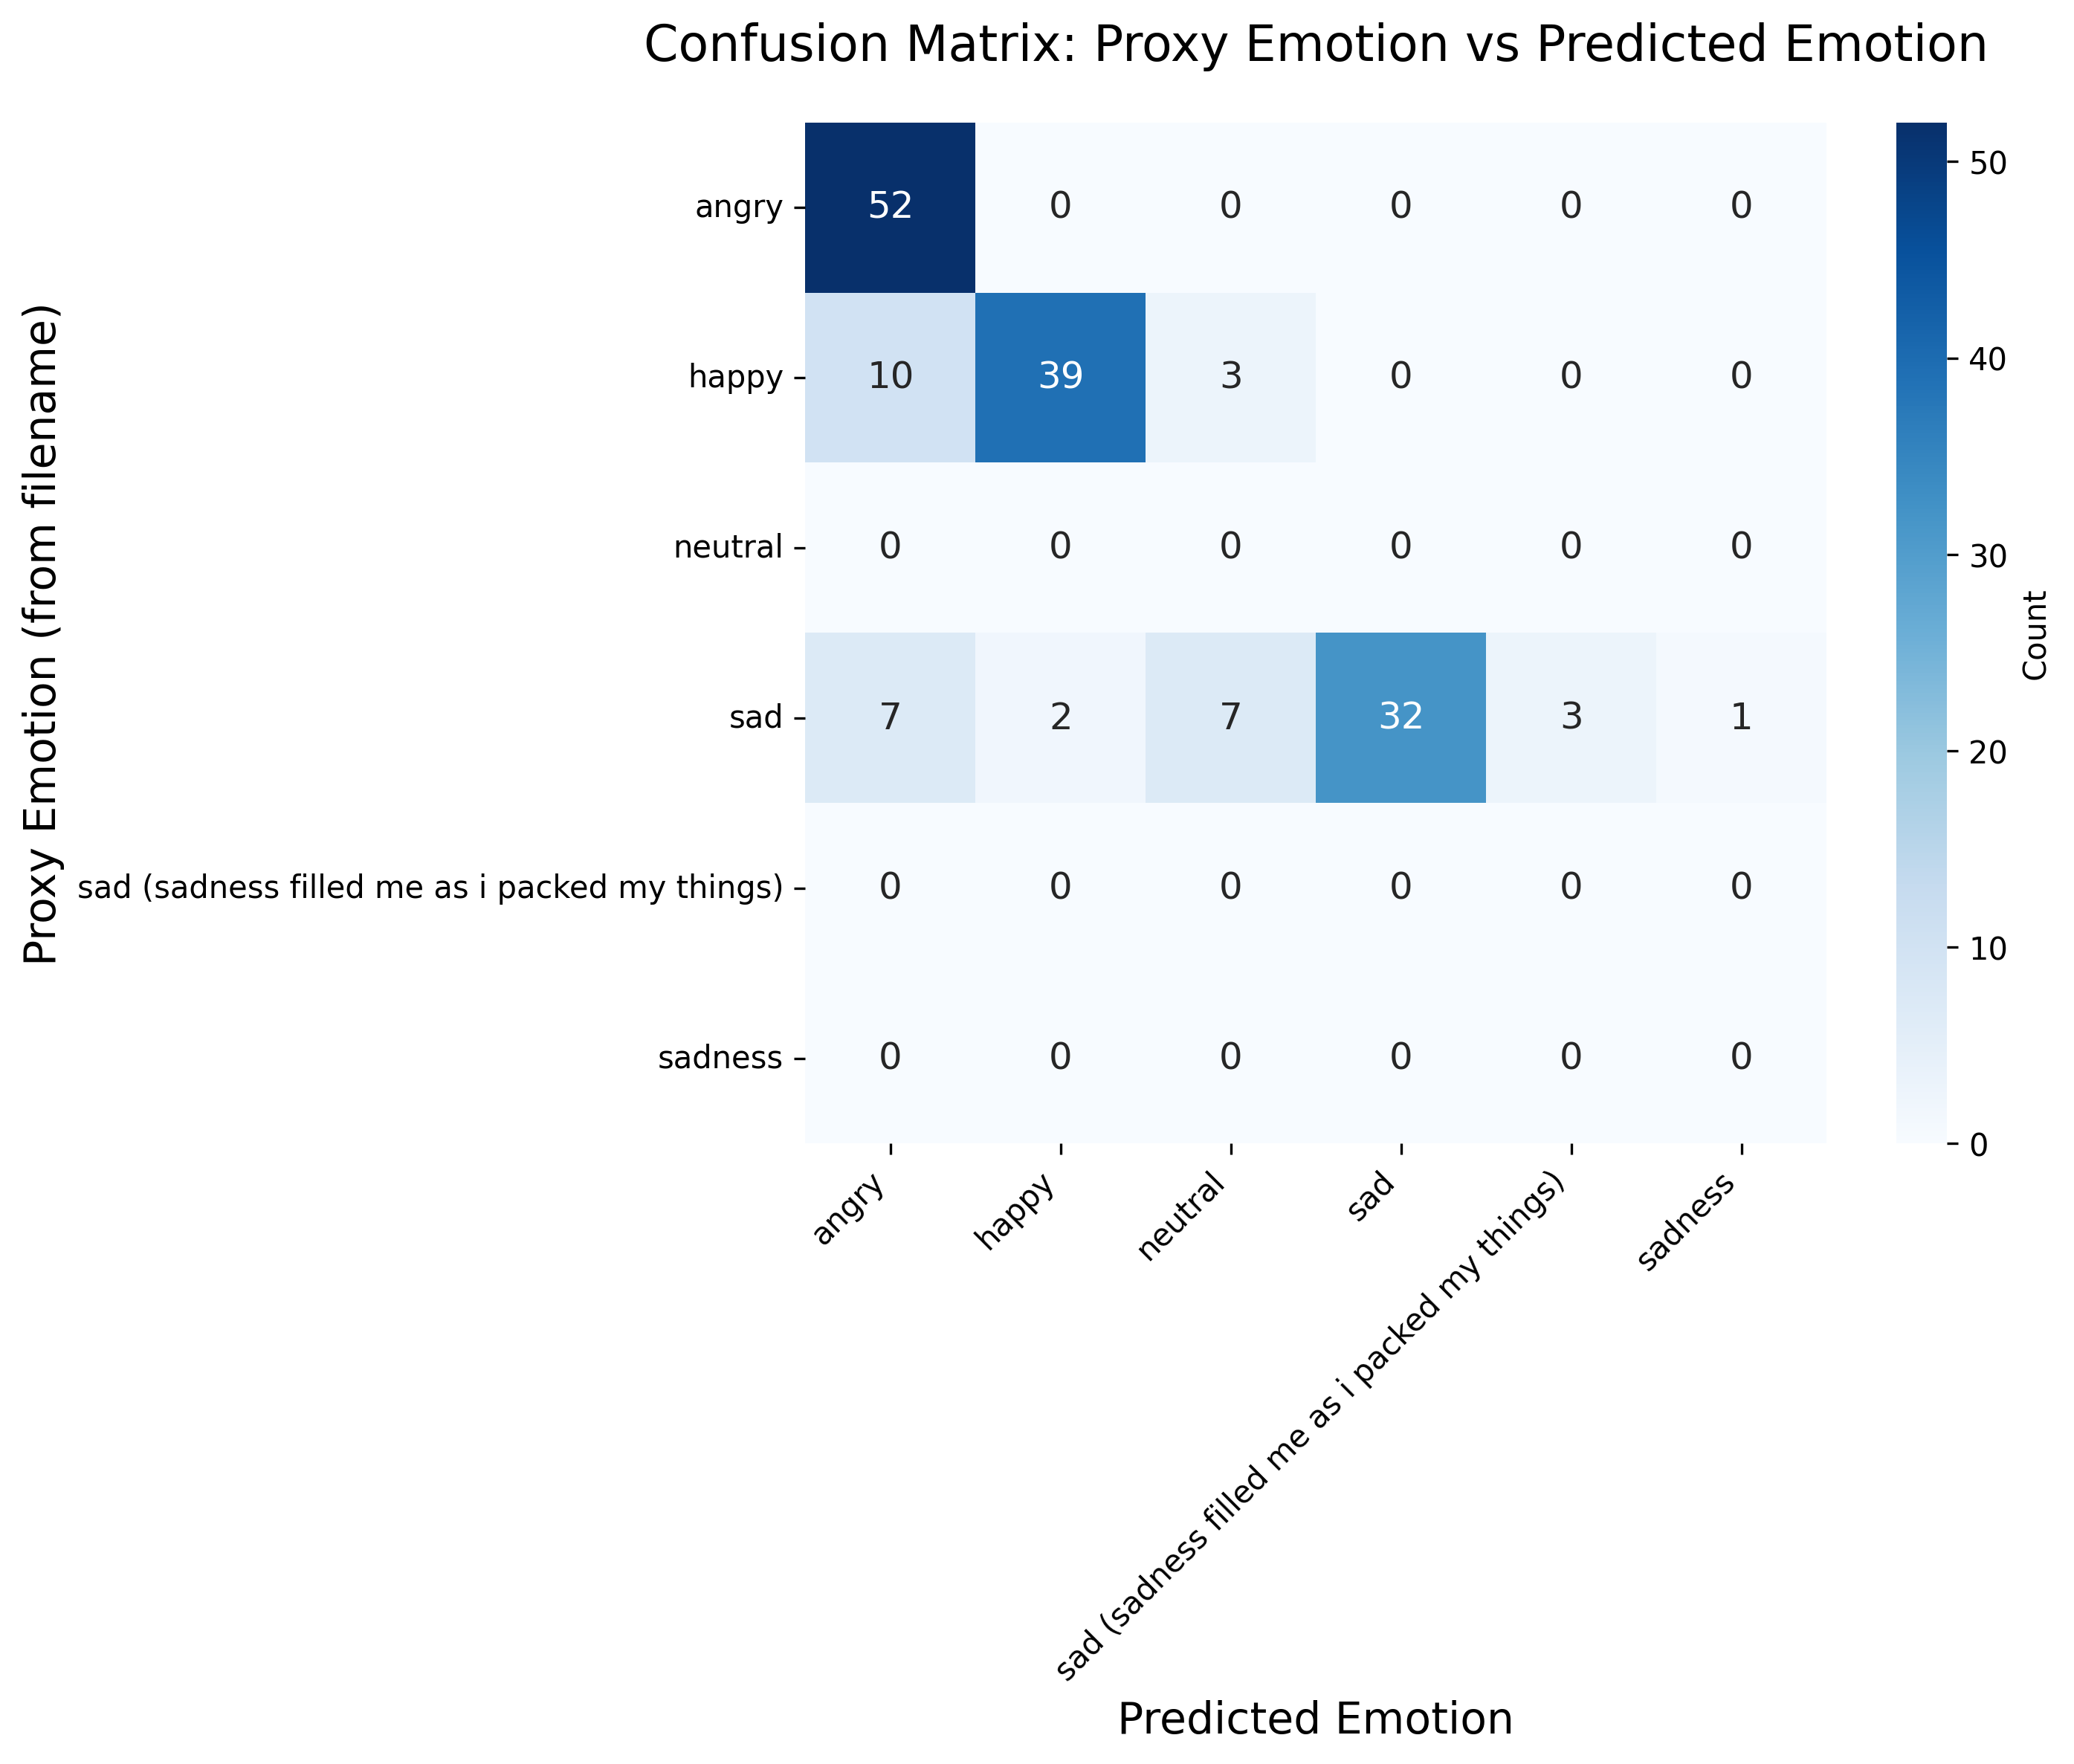 Confusion Matrix: Proxy Emotion vs Predicted Emotion
Proxy Emotion (from filename)
angry 52 0 0 0 0 0
happy 10 39 3 0 0 0
neutral 0 0 0 0 0 0
sad 7 2 7 32 3 1
sad (sadness filled me as i packed my things) 0 0 0 0 0 0
sadness 0 0 0 0 0 0
angry
happy
neutral
sad
sad (sadness filled me as i packed my things)
sadness
Predicted Emotion
50
40
30
20
10
0
Count